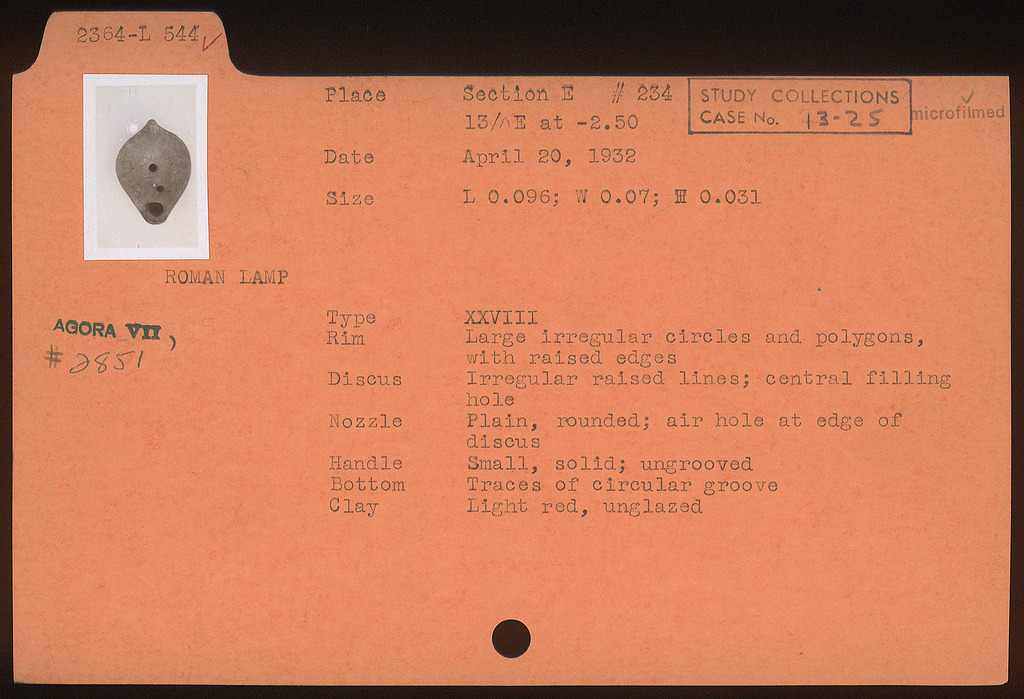 2364-L 544
Place Section E # 234
13/ΛE at -2.50
STUDY COLLECTIONS
CASE No. 13-25
microfilmed
Date April 20, 1932
Size L 0.096; W 0.07; H 0.031
ROMAN LAMP
AGORA VII,
#2851
Type XXVIII
Rim Large irregular circles and polygons,
with raised edges
Discus Irregular raised lines; central filling
hole
Nozzle Plain, rounded; air hole at edge of
discus
Handle Small, solid; ungrooved
Bottom Traces of circular groove
Clay Light red, unglazed